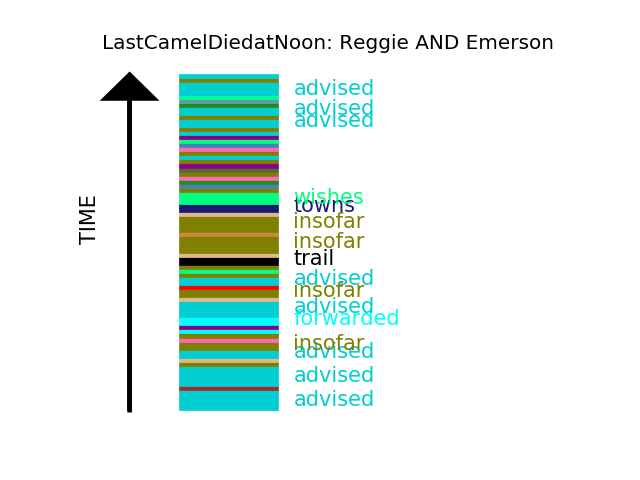 LastCamelDiedatNoon: Reggie AND Emerson
advised
advised
advised
wishes
towns
insofar
insofar
trail
advised
insofar
advised
forwarded
insofar
advised
advised
advised
TIME